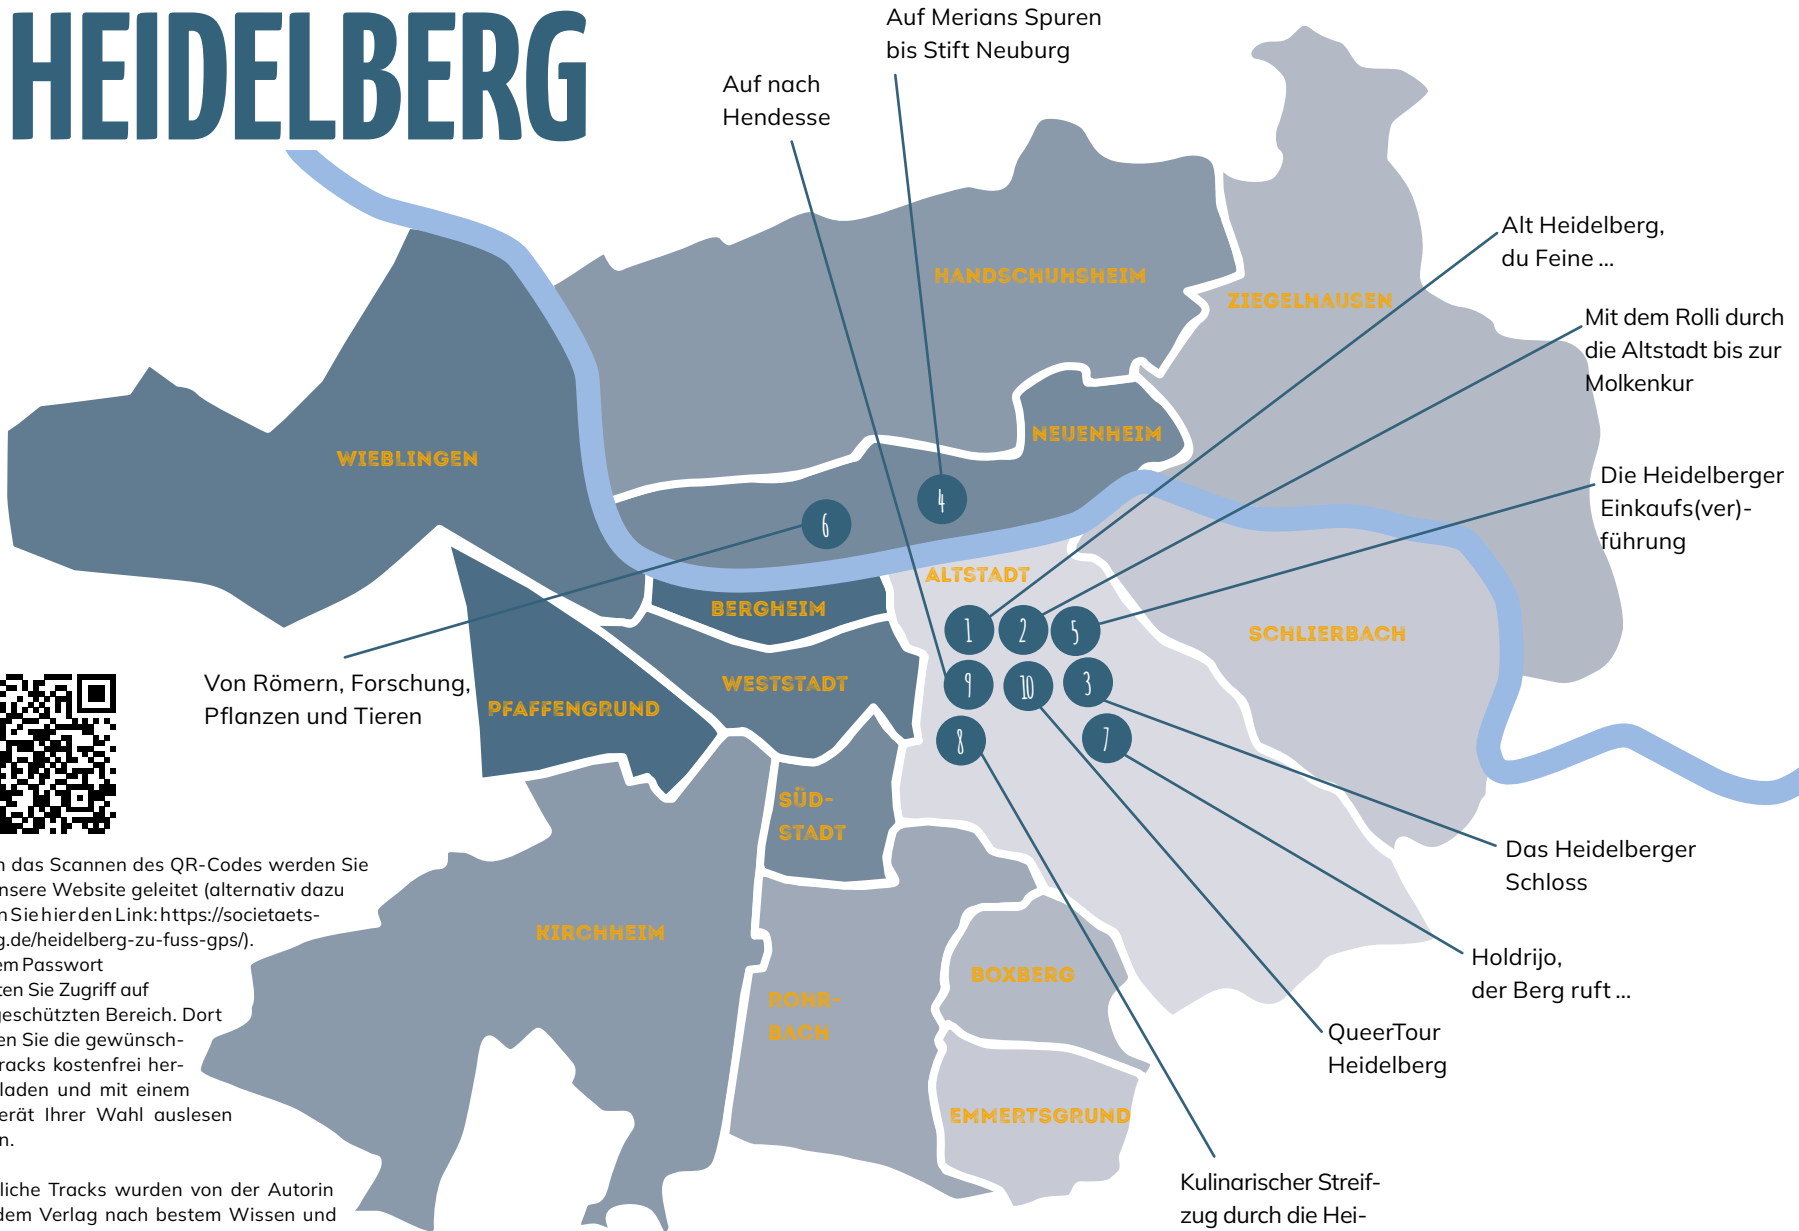 HEIDELBERG
Auf Merians Spuren
bis Stift Neuburg
Auf nach
Hendesse
Alt Heidelberg,
du Feine ...
Mit dem Rolli durch
die Altstadt bis zur
Molkenkur
Die Heidelberger
Einkaufs(ver)-
führung
HANDSCHUHSHEIM
ZIEGELHAUSEN
NEUENHEIM
WIEBLINGEN
4
6
ALTSTADT
BERGHEIM
1
2
5
SCHLIERBACH
WESTSTADT
9
10
3
PFAFFENGRUND
8
7
Von Römern, Forschung,
Pflanzen und Tieren
SÜD-
STADT
Das Heidelberger
Schloss
KIRCHHEIM
Holdrijo,
der Berg ruft ...
BOXBERG
ROHR-
BACH
QueerTour
Heidelberg
EMMERTSGRUND
Kulinarischer Streif-
zug durch die Hei-
das Scannen des QR-Codes werden Sie
Website geleitet (alternativ dazu
Sie hier den Link: https://societaets-
g.de/heidelberg-zu-fuss-gps/).
Passwort
Sie Zugriff auf
geschützten Bereich. Dort
Sie die gewünsch-
kostenfrei her-
laden und mit einem
Ihrer Wahl auslesen
n.
liche Tracks wurden von der Autorin
dem Verlag nach bestem Wissen und